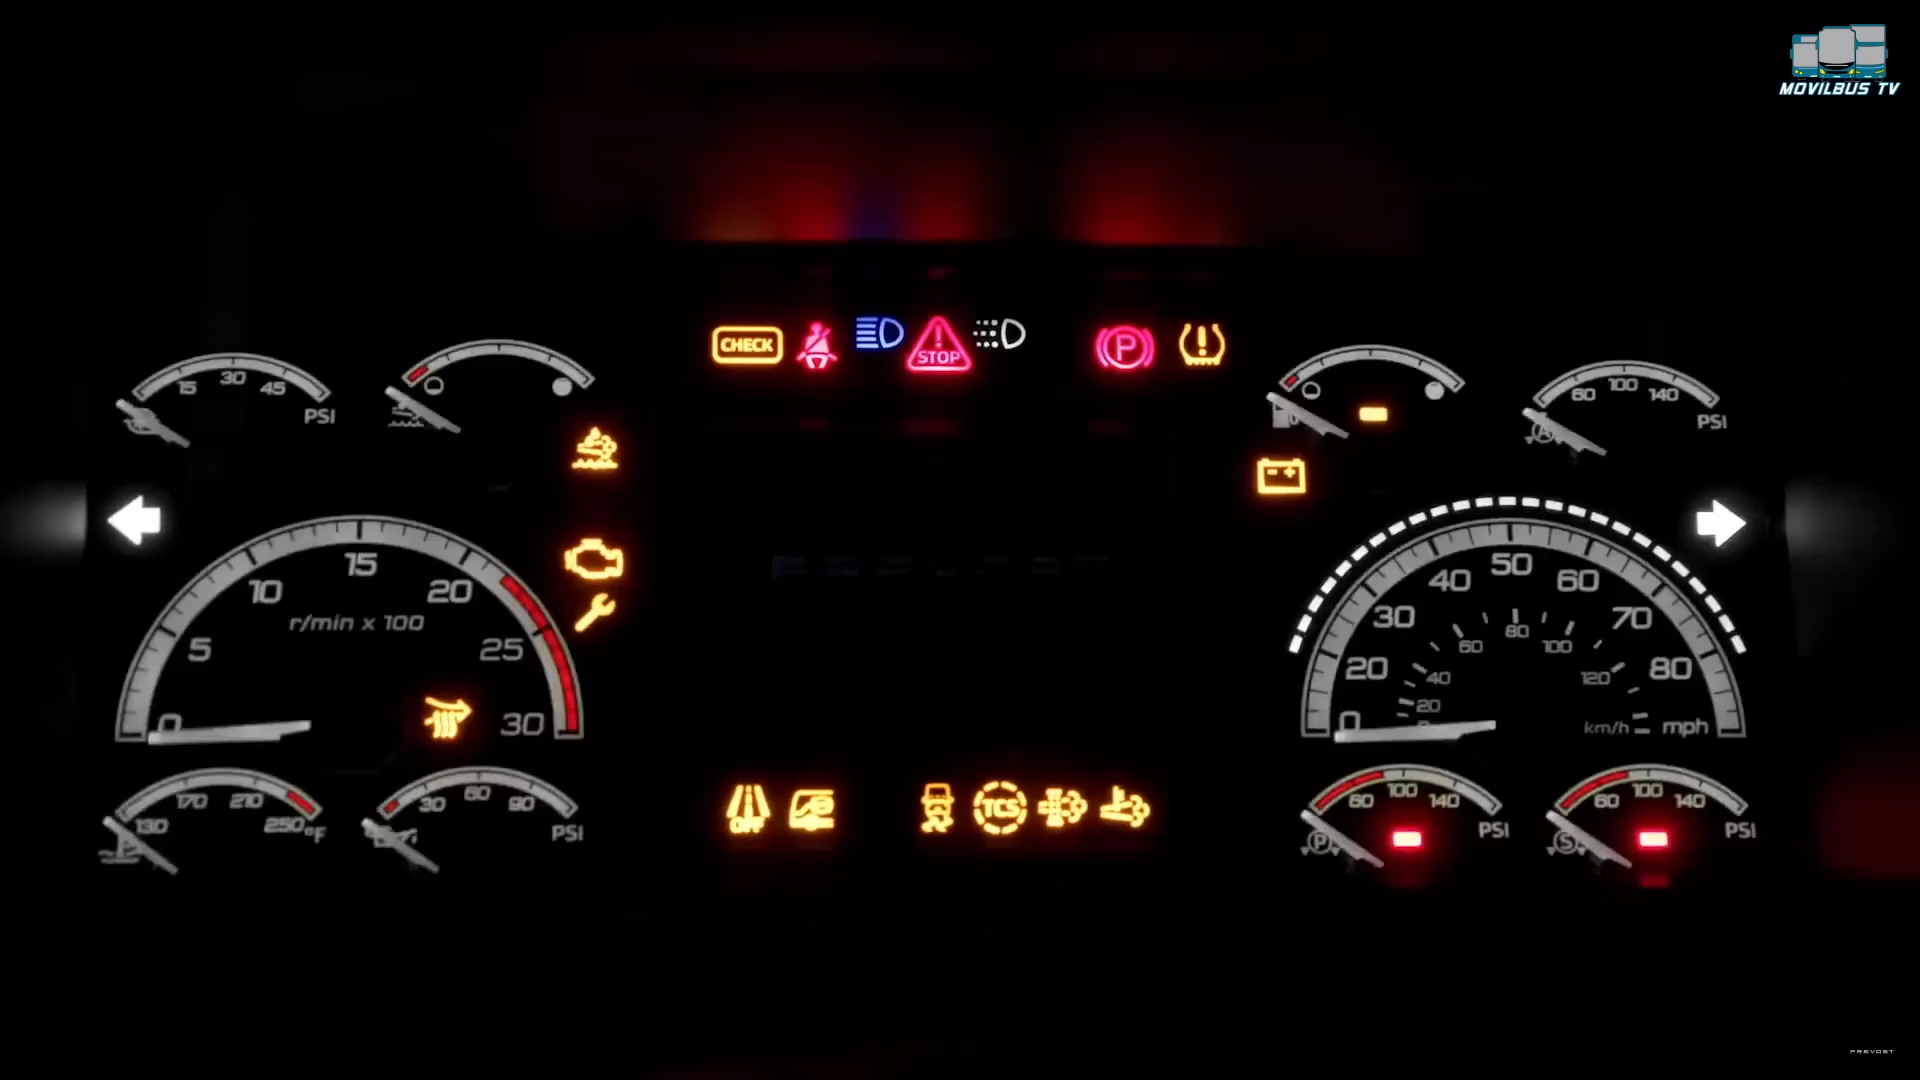 MOVILBUS TV
CHECK
STOP
P
15 30 45
PSI
60 100 140
PSI
A
5 10 15 20 25 30
0
r/min x 100
0 20 30 40 50 60 70 80
20 40 60 80 100 120
km/h mph
130 170 210 250 °F
30 60 90
PSI
OFF
TCS
60 100 140
PSI
P
60 100 140
PSI
S
PREVOST